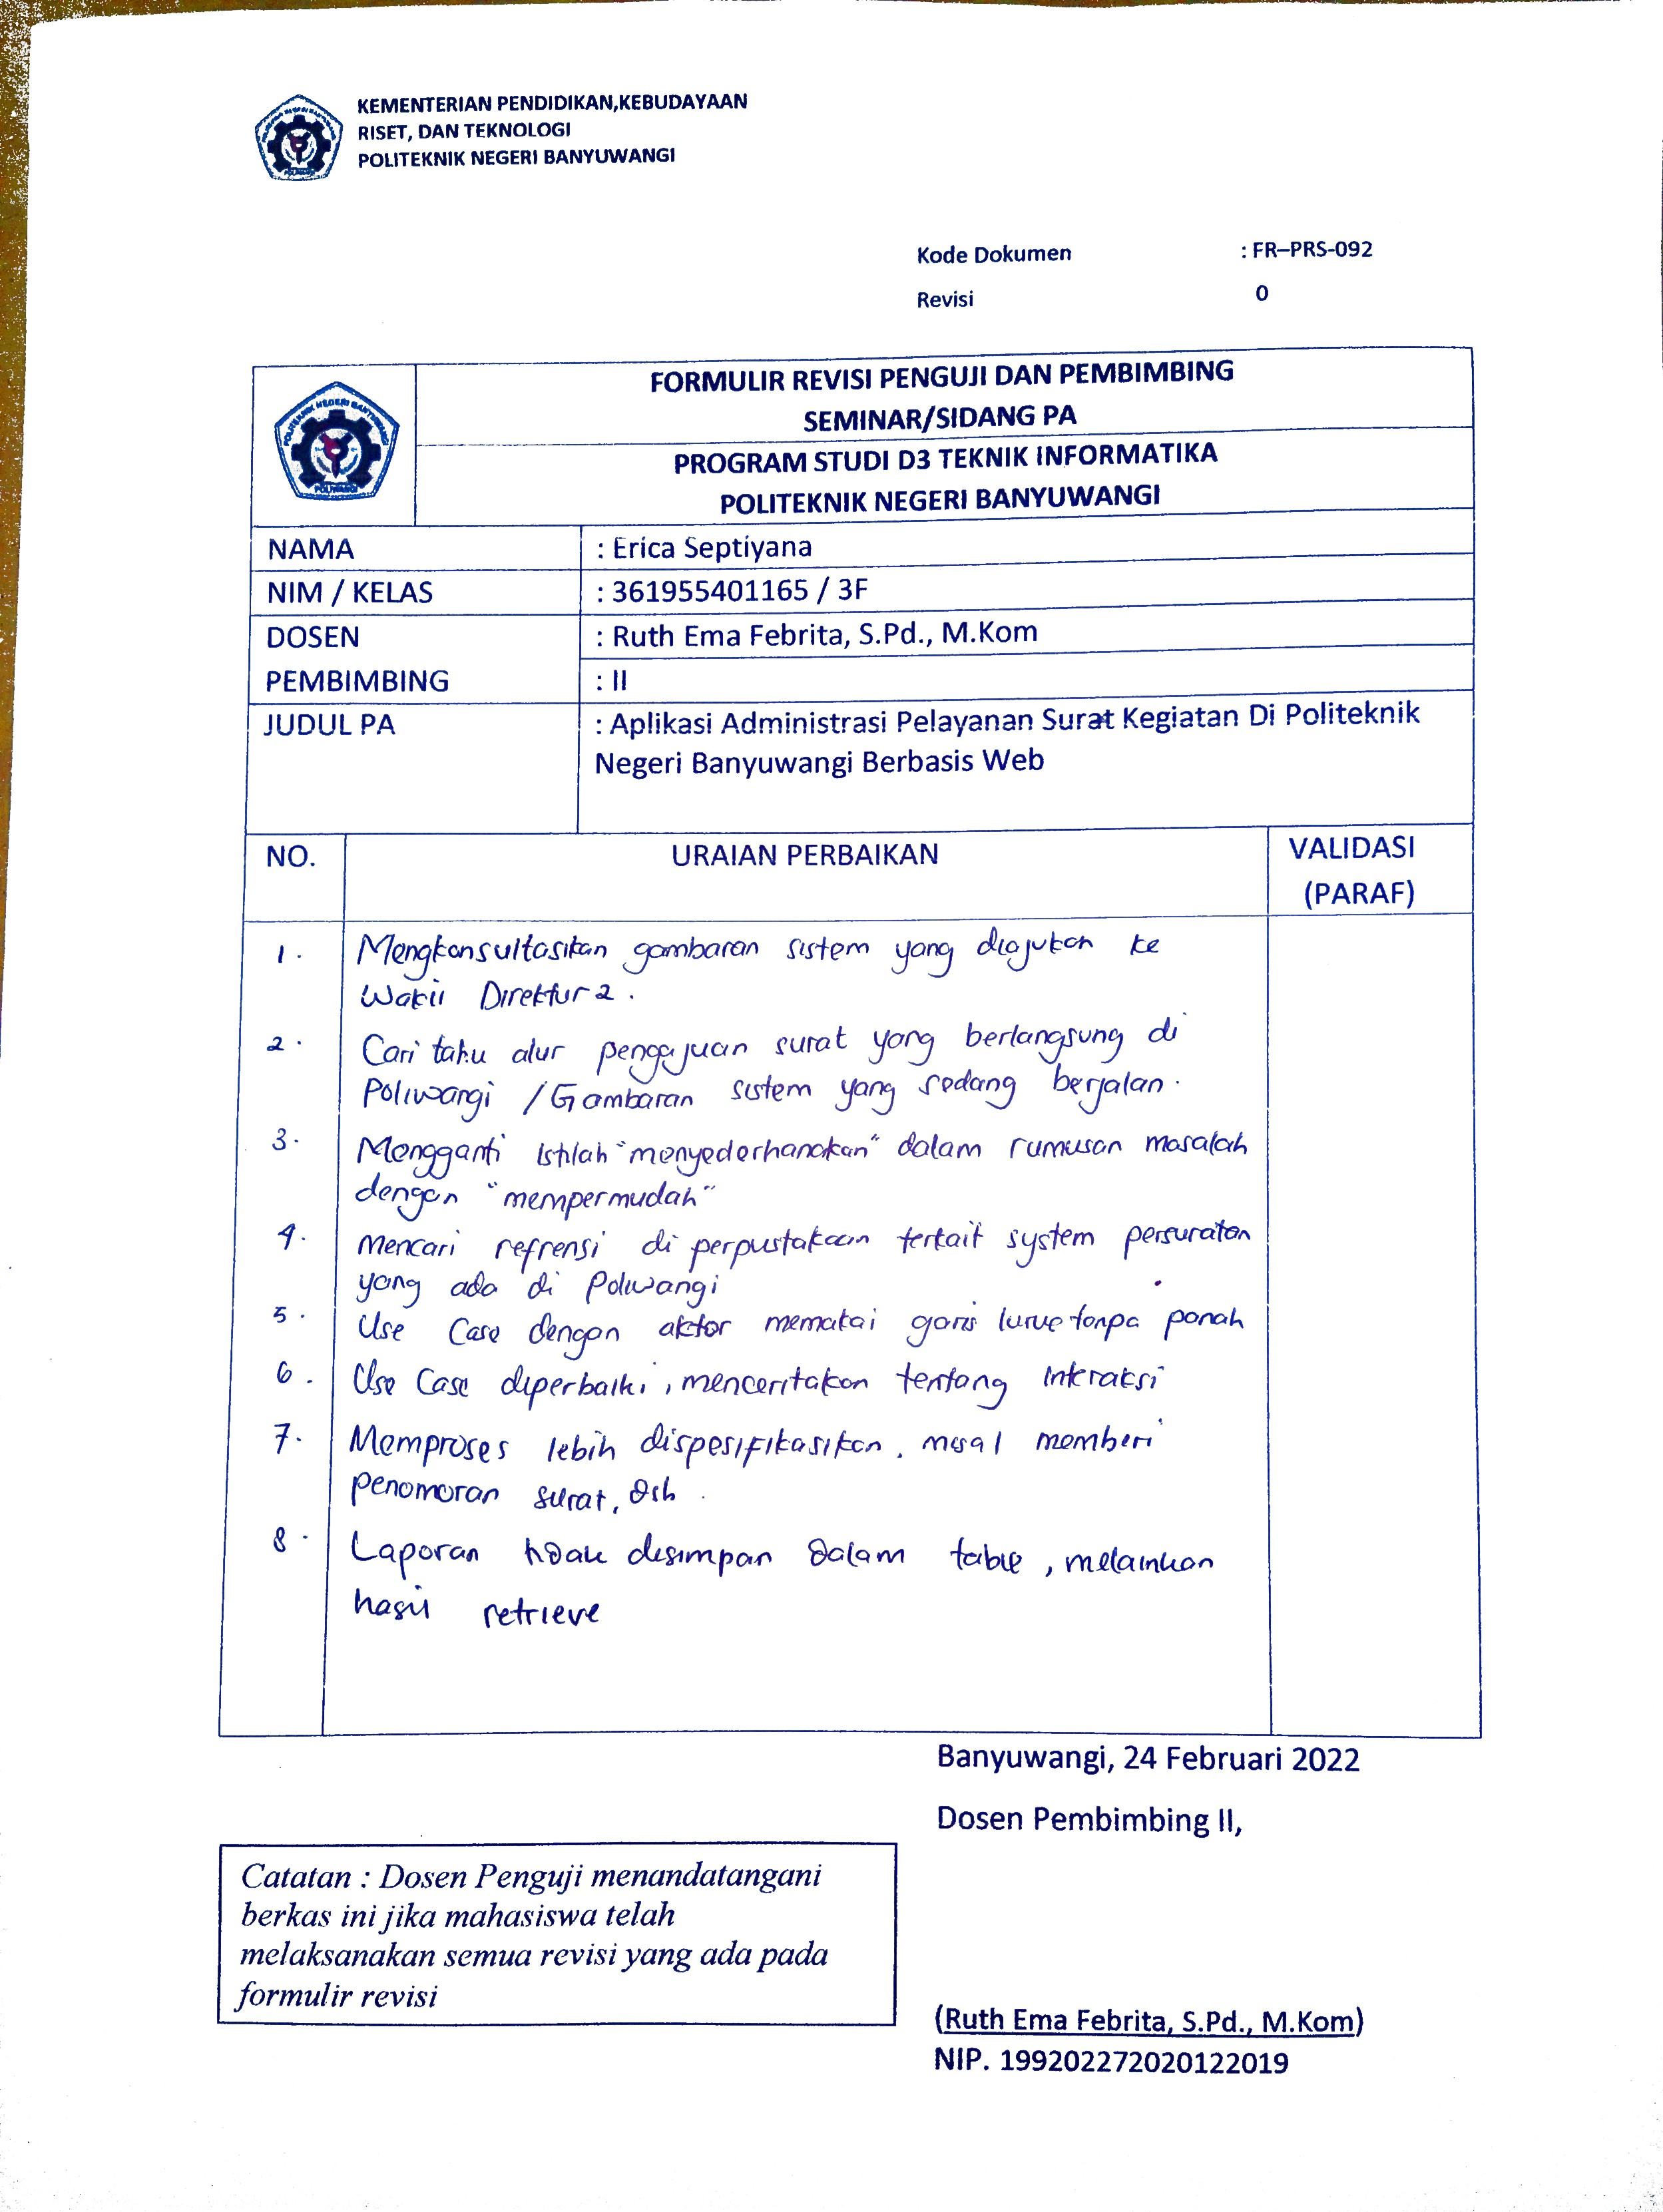 KEMENTERIAN PENDIDIKAN,KEBUDAYAAN
RISET, DAN TEKNOLOGI
POLITEKNIK NEGERI BANYUWANGI
Kode Dokumen : FR–PRS-092
Revisi 0
FORMULIR REVISI PENGUJI DAN PEMBIMBING
SEMINAR/SIDANG PA
PROGRAM STUDI D3 TEKNIK INFORMATIKA
POLITEKNIK NEGERI BANYUWANGI
POLITEKNIK NEGERI BANYUWANGI
POLIWANGI
NAMA : Erica Septiyana
NIM / KELAS : 361955401165 / 3F
DOSEN : Ruth Ema Febrita, S.Pd., M.Kom
PEMBIMBING : II
JUDUL PA : Aplikasi Administrasi Pelayanan Surat Kegiatan Di Politeknik
Negeri Banyuwangi Berbasis Web
NO. URAIAN PERBAIKAN VALIDASI
(PARAF)
1. Mengkonsultasikan gambaran sistem yang diajukan ke
Wakil Direktur 2.
2. Cari tahu alur pengajuan surat yang berlangsung di
Poliwangi / Gambaran sistem yang sedang berjalan.
3. Mengganti istilah "menyederhanakan" dalam rumusan masalah
dengan "mempermudah"
4. Mencari refrensi di perpustakaan terkait system persuratan
yang ada di Poliwangi
5. Use Case dengan aktor memakai garis lurus tanpa panah
6. Use Case diperbaiki, menceritakan tentang interaksi
7. Memproses lebih dispesifikasikan. misal memberi
Penomoran surat, dsb.
8. Laporan tidak disimpan dalam table, melainkan
hasil retrieve
Banyuwangi, 24 Februari 2022
Dosen Pembimbing II,
Catatan : Dosen Penguji menandatangani
berkas ini jika mahasiswa telah
melaksanakan semua revisi yang ada pada
formulir revisi
(Ruth Ema Febrita, S.Pd., M.Kom)
NIP. 199202272020122019